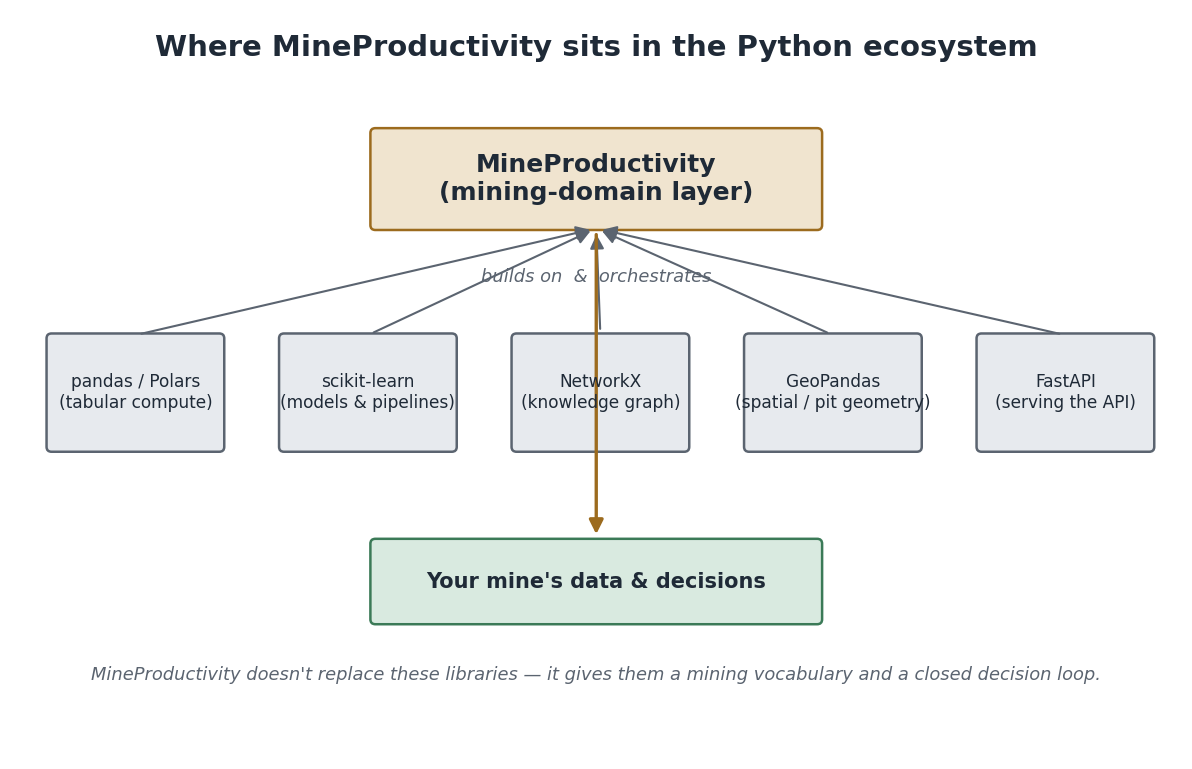 Where MineProductivity sits in the Python ecosystem
MineProductivity
(mining-domain layer)
builds on & orchestrates
pandas / Polars
(tabular compute)
scikit-learn
(models & pipelines)
NetworkX
(knowledge graph)
GeoPandas
(spatial / pit geometry)
FastAPI
(serving the API)
Your mine's data & decisions
MineProductivity doesn't replace these libraries — it gives them a mining vocabulary and a closed decision loop.